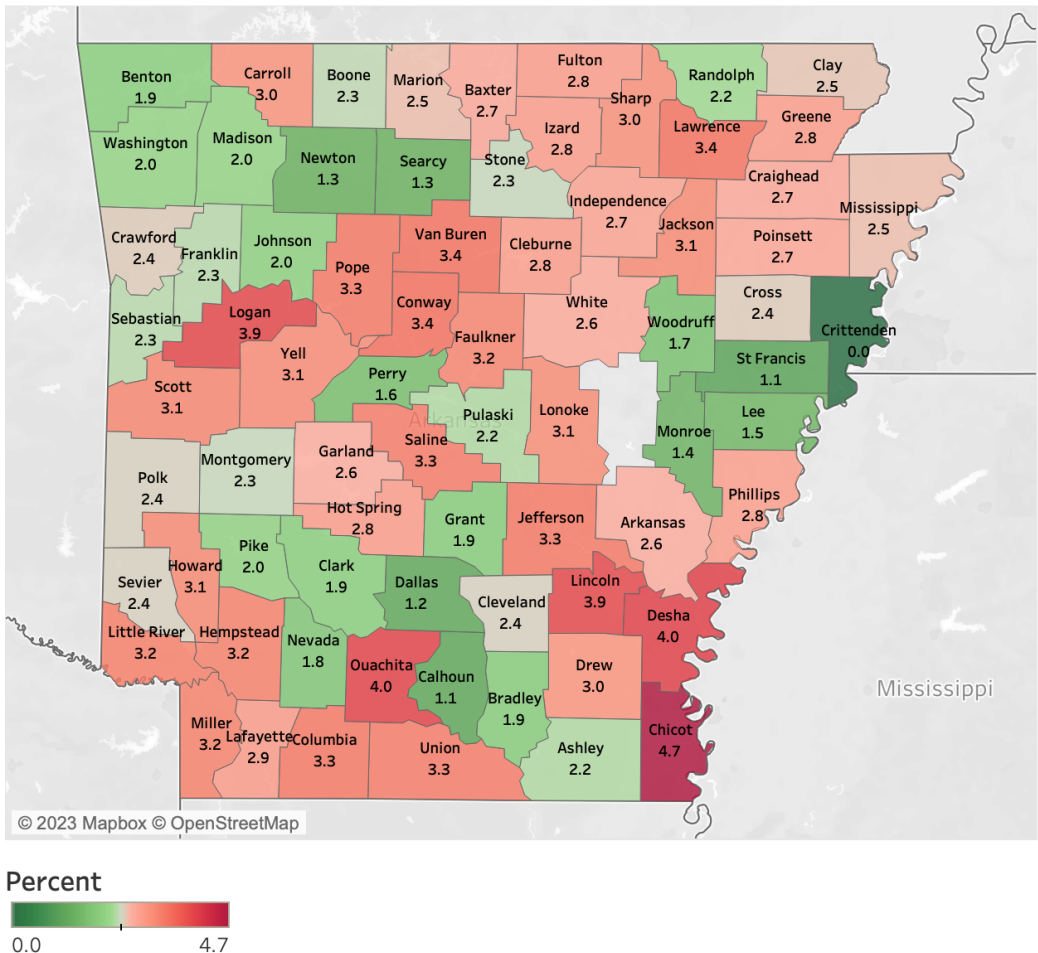 Benton
1.9
Carroll
3.0
Boone
2.3
Marion
2.5
Baxter
2.7
Fulton
2.8
Sharp
3.0
Randolph
2.2
Clay
2.5
Greene
2.8
Lawrence
3.4
Izard
2.8
Stone
2.3
Washington
2.0
Madison
2.0
Newton
1.3
Searcy
1.3
Craighead
2.7
Mississippi
2.5
Independence
2.7
Jackson
3.1
Poinsett
2.7
Crawford
2.4
Franklin
2.3
Johnson
2.0
Pope
3.3
Van Buren
3.4
Cleburne
2.8
White
2.6
Woodruff
1.7
Cross
2.4
Crittenden
0.0
Sebastian
2.3
Logan
3.9
Conway
3.4
Faulkner
3.2
St Francis
1.1
Yell
3.1
Scott
3.1
Perry
1.6
Arkansas
Pulaski
2.2
Lonoke
3.1
Lee
1.5
Monroe
1.4
Saline
3.3
Garland
2.6
Montgomery
2.3
Polk
2.4
Hot Spring
2.8
Grant
1.9
Jefferson
3.3
Arkansas
2.6
Phillips
2.8
Howard
3.1
Pike
2.0
Clark
1.9
Dallas
1.2
Cleveland
2.4
Lincoln
3.9
Desha
4.0
Sevier
2.4
Little River
3.2
Hempstead
3.2
Nevada
1.8
Ouachita
4.0
Calhoun
1.1
Bradley
1.9
Drew
3.0
Chicot
4.7
Mississippi
Miller
3.2
Lafayette
2.9
Columbia
3.3
Union
3.3
Ashley
2.2
© 2023 Mapbox © OpenStreetMap
Percent
0.0
4.7